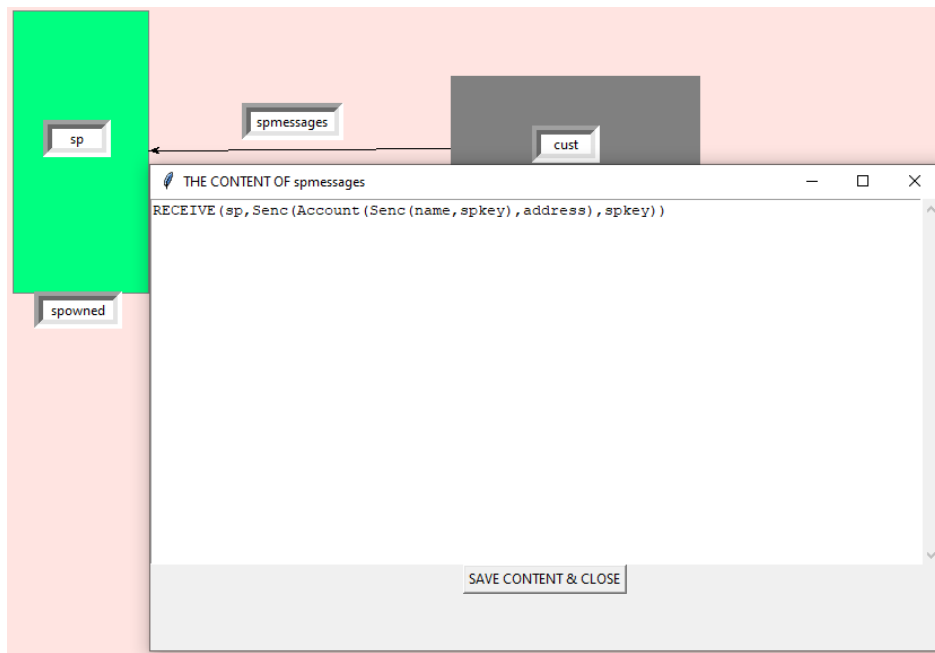 spmessages
sp
cust
THE CONTENT OF spmessages
RECEIVE(sp,Senc(Account(Senc(name,spkey),address),spkey))
spowned
SAVE CONTENT & CLOSE